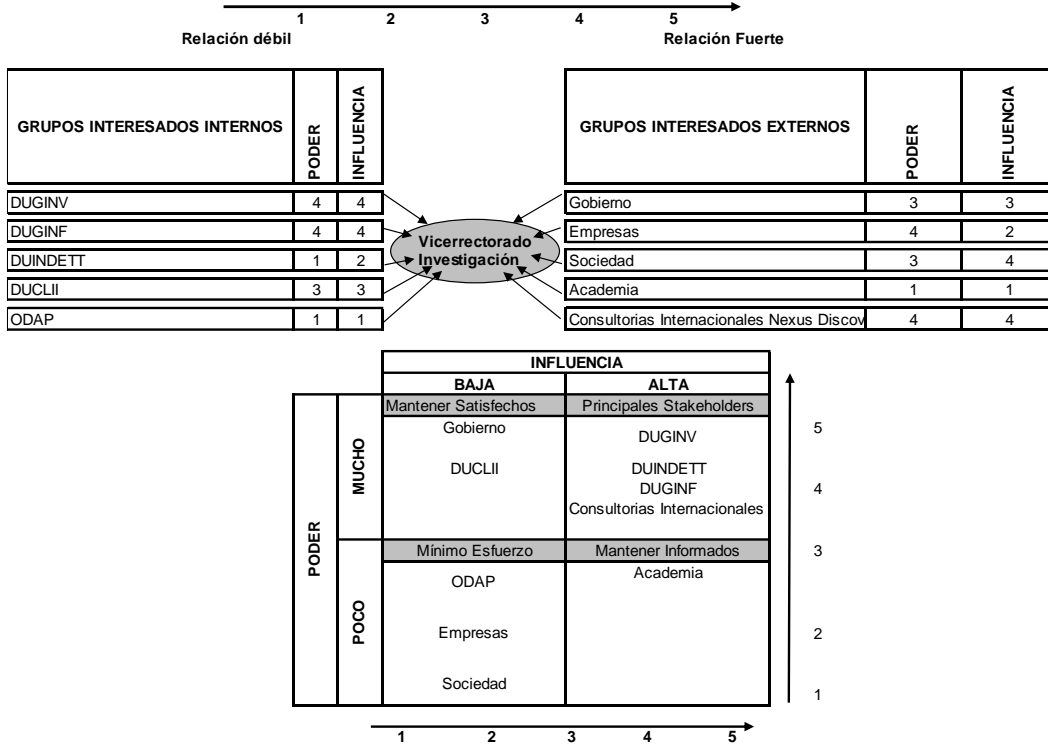 1 2 3 4 5
Relación débil Relación Fuerte
GRUPOS INTERESADOS INTERNOS PODER INFLUENCIA
DUGINV 4 4
DUGINF 4 4
DUINDETT 1 2
DUCLII 3 3
ODAP 1 1
Vicerrectorado
Investigación
GRUPOS INTERESADOS EXTERNOS PODER INFLUENCIA
Gobierno 3 3
Empresas 4 2
Sociedad 3 4
Academia 1 1
Consultorias Internacionales Nexus Discov 4 4
INFLUENCIA
BAJA ALTA
PODER
MUCHO
Mantener Satisfechos Principales Stakeholders
Gobierno DUGINV 5
DUCLII DUINDETT
DUGINF 4
Consultorias Internacionales
POCO
Mínimo Esfuerzo Mantener Informados 3
ODAP Academia
Empresas 2
Sociedad 1
1 2 3 4 5